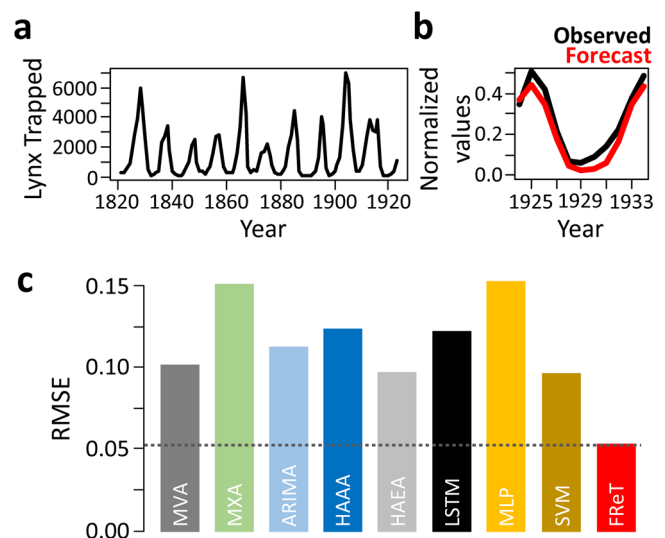 a
Lynx Trapped
6000
4000
2000
0
1820 1840 1860 1880 1900 1920
Year
b
Observed
Forecast
Normalized
values
0.4
0.2
0.0
1925 1929 1933
Year
c
RMSE
0.15
0.10
0.05
0.00
MVA
MXA
ARIMA
HAAA
HAEA
LSTM
MLP
SVM
FReT